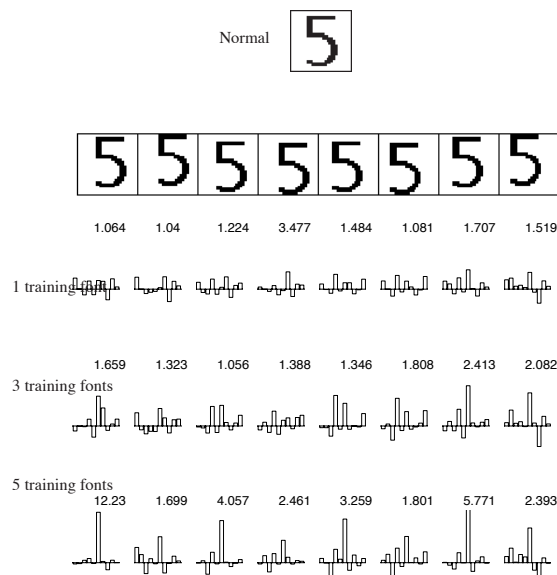 Normal
5
5 5 5 5 5 5 5 5
1.064 1.04 1.224 3.477 1.484 1.081 1.707 1.519
1 training font
1.659 1.323 1.056 1.388 1.346 1.808 2.413 2.082
3 training fonts
5 training fonts
12.23 1.699 4.057 2.461 3.259 1.801 5.771 2.393